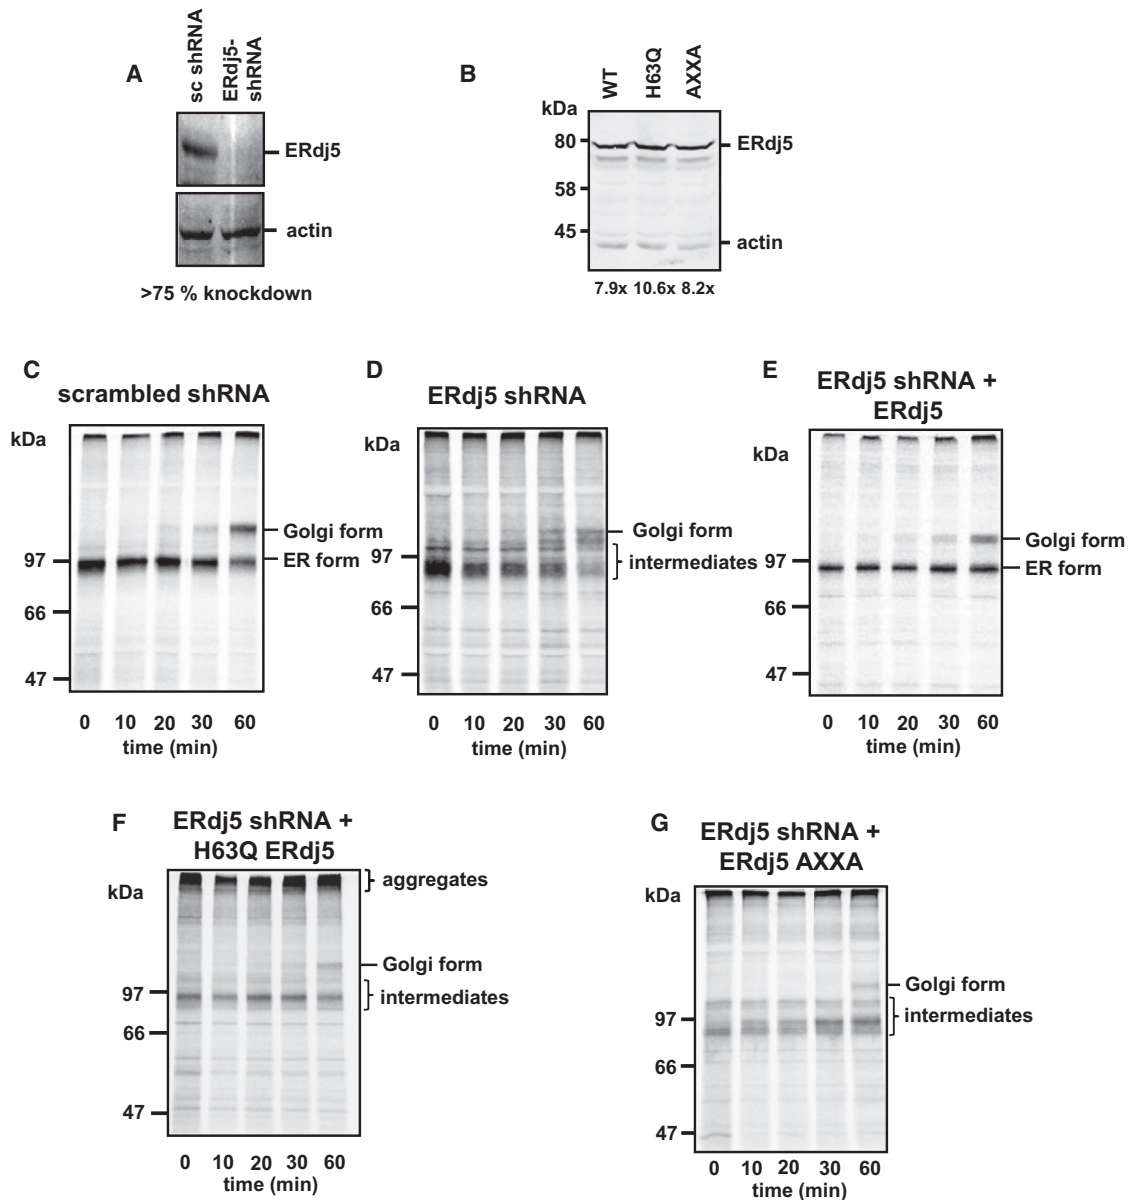 A
sc shRNA
ERdj5-
shRNA
ERdj5
actin
>75 % knockdown
B
WT
H63Q
AXXA
kDa
80
58
45
ERdj5
actin
7.9x 10.6x 8.2x
C
scrambled shRNA
kDa
97
66
47
Golgi form
ER form
0 10 20 30 60
time (min)
D
ERdj5 shRNA
kDa
97
66
47
Golgi form
intermediates
0 10 20 30 60
time (min)
E
ERdj5 shRNA +
ERdj5
kDa
97
66
47
Golgi form
ER form
0 10 20 30 60
time (min)
F
ERdj5 shRNA +
H63Q ERdj5
kDa
97
66
47
aggregates
Golgi form
intermediates
0 10 20 30 60
time (min)
G
ERdj5 shRNA +
ERdj5 AXXA
kDa
97
66
47
Golgi form
intermediates
0 10 20 30 60
time (min)